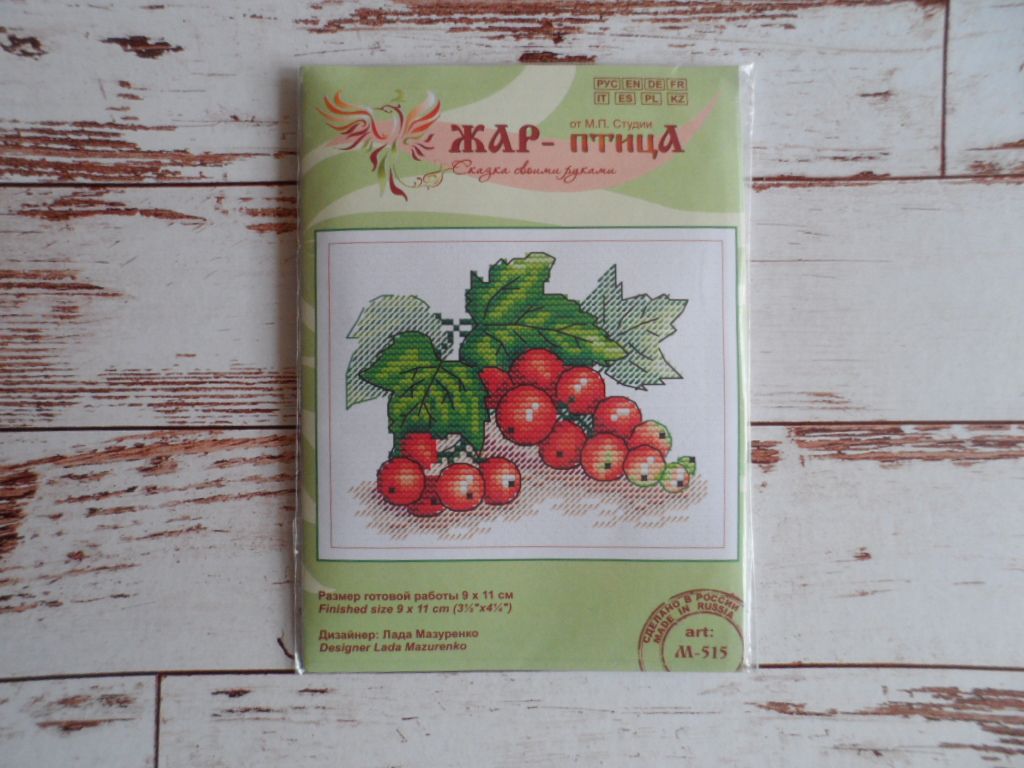 РУС EN DE FR
IT ES PL KZ
от М.П. Студии
ЖАР-ПТИЦА
Сказка своими руками
Размер готовой работы 9 х 11 см
Finished size 9 x 11 cm (3½"x4¼")
Дизайнер: Лада Мазуренко
Designer Lada Mazurenko
СДЕЛАНО В РОССИИ
MADE IN RUSSIA
art:
М-515